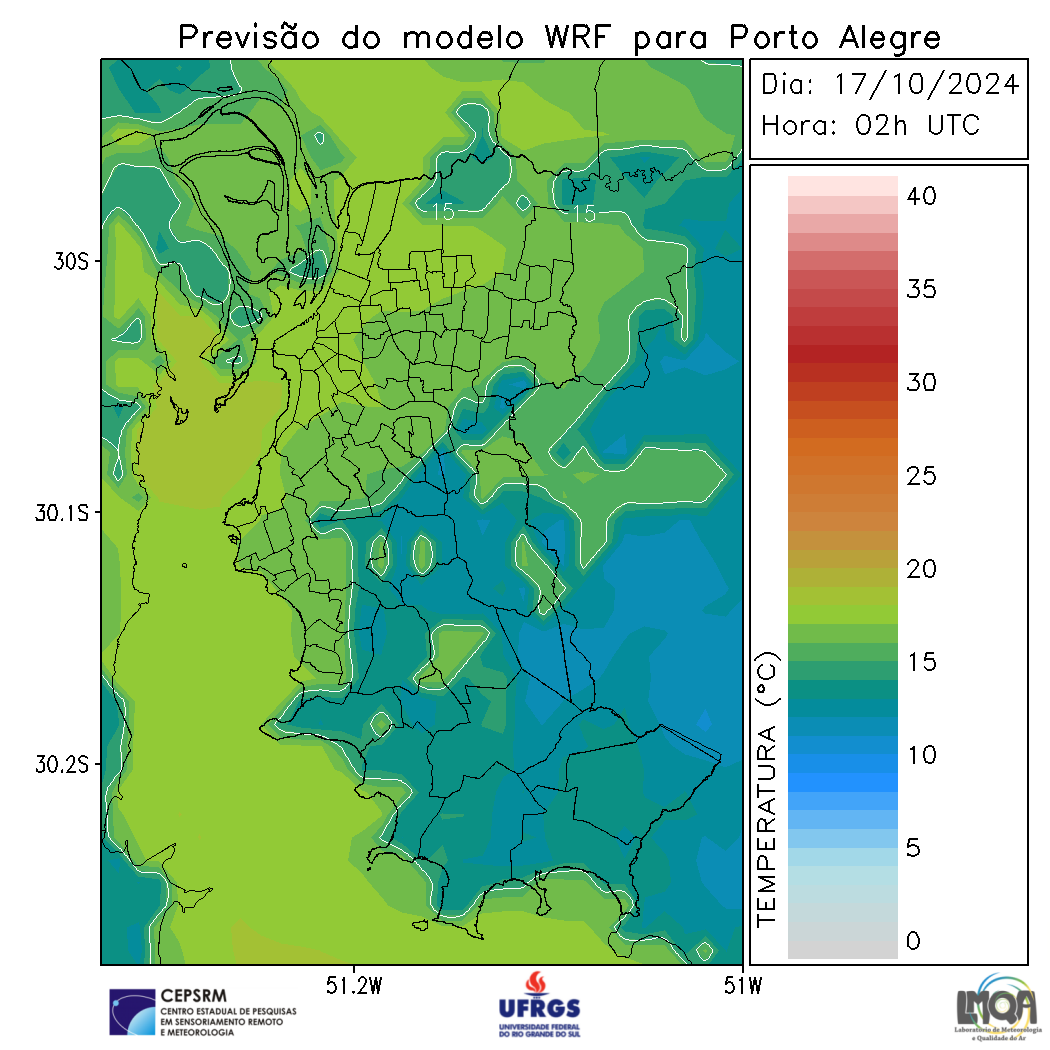 Previsão do modelo WRF para Porto Alegre
Dia: 17/10/2024
Hora: 02h UTC
40
35
30
25
20
15
10
5
0
TEMPERATURA (°C)
15
15
30S
30.1S
30.2S
51.2W
51W
CEPSRM
CENTRO ESTADUAL DE PESQUISAS
EM SENSORIAMENTO REMOTO
E METEOROLOGIA
UFRGS
UNIVERSIDADE FEDERAL
DO RIO GRANDE DO SUL
LMQA
Laboratório de Meteorologia
e Qualidade do Ar